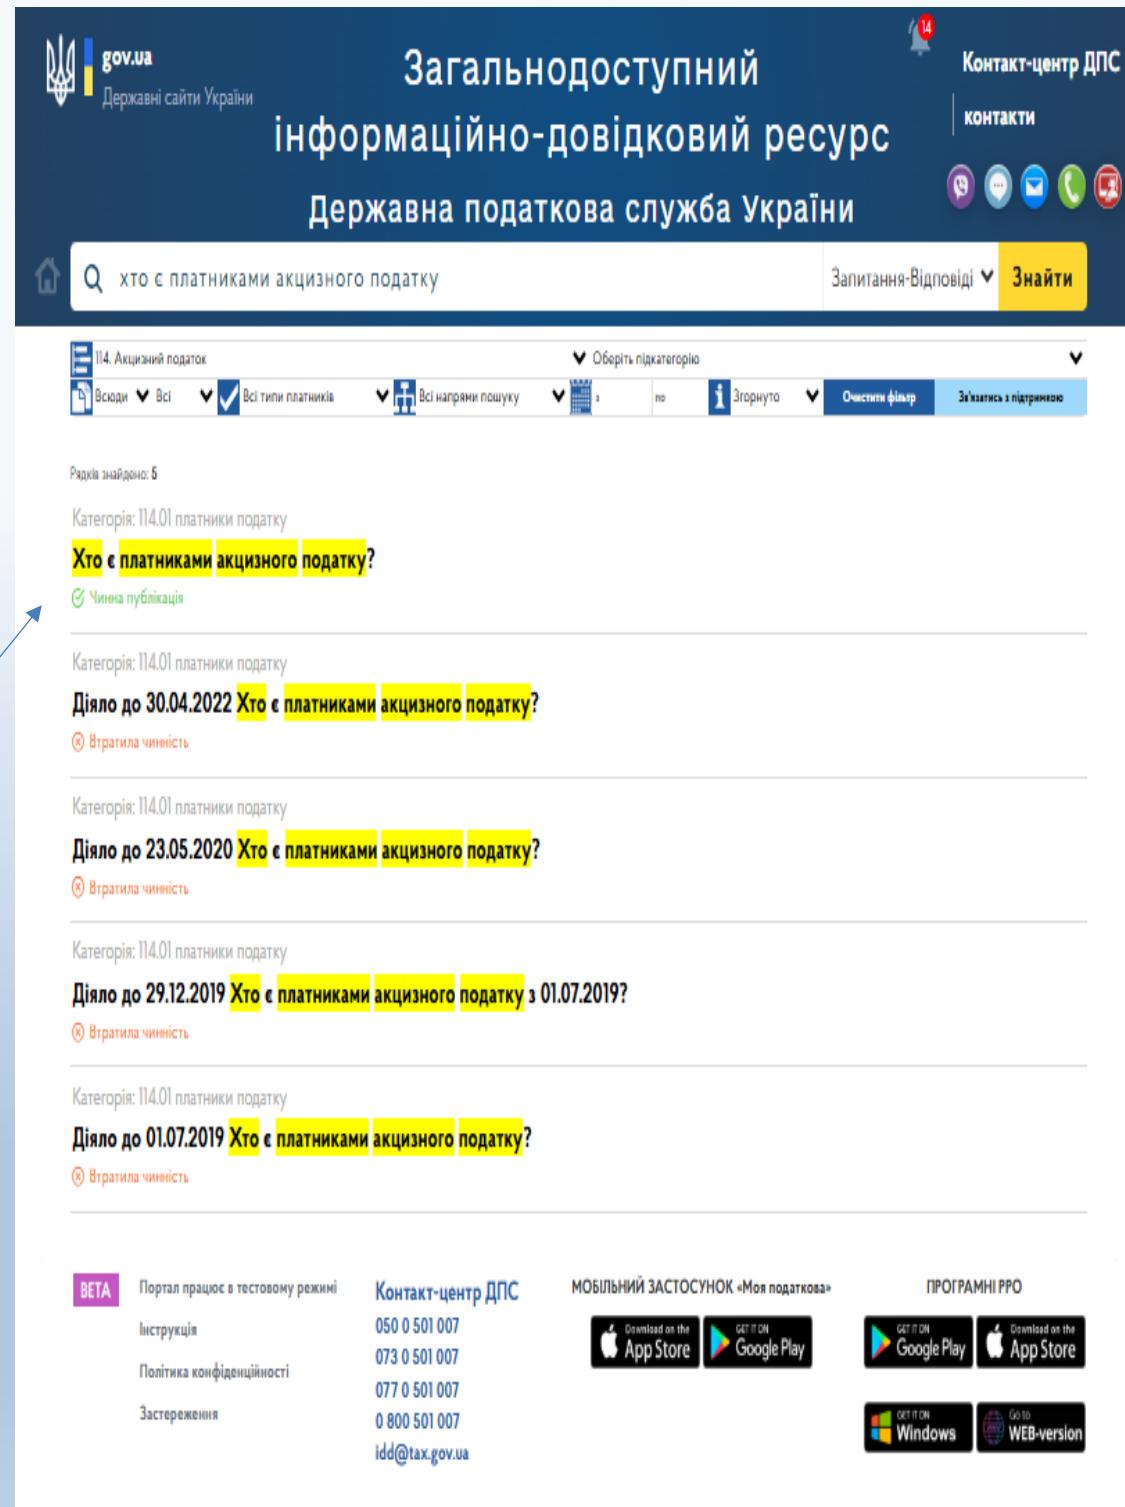 gov.ua
Державні сайти України
Загальнодоступний
інформаційно-довідковий ресурс
Державна податкова служба України
14
Контакт-центр ДПС
контакти
хто є платниками акцизного податку
Запитання-Відповіді
Знайти
114. Акцизний податок
Оберіть підкатегорію
Всюди
Всі
Всі типи платників
Всі напрями пошуку
з
по
Згорнуто
Очистити фільтр
Зв'язатись з підтримкою
Рядків знайдено: 5
Категорія: 114.01 платники податку
Хто є платниками акцизного податку?
Чинна публікація
Категорія: 114.01 платники податку
Діяло до 30.04.2022 Хто є платниками акцизного податку?
Втратила чинність
Категорія: 114.01 платники податку
Діяло до 23.05.2020 Хто є платниками акцизного податку?
Втратила чинність
Категорія: 114.01 платники податку
Діяло до 29.12.2019 Хто є платниками акцизного податку з 01.07.2019?
Втратила чинність
Категорія: 114.01 платники податку
Діяло до 01.07.2019 Хто є платниками акцизного податку?
Втратила чинність
BETA
Портал працює в тестовому режимі
Інструкція
Політика конфіденційності
Застереження
Контакт-центр ДПС
050 0 501 007
073 0 501 007
077 0 501 007
0 800 501 007
idd@tax.gov.ua
МОБІЛЬНИЙ ЗАСТОСУНОК «Моя податкова»
Download on the
App Store
GET IT ON
Google Play
ПРОГРАМНІ РРО
GET IT ON
Google Play
Download on the
App Store
GET IT ON
Windows
Go to
WEB-version